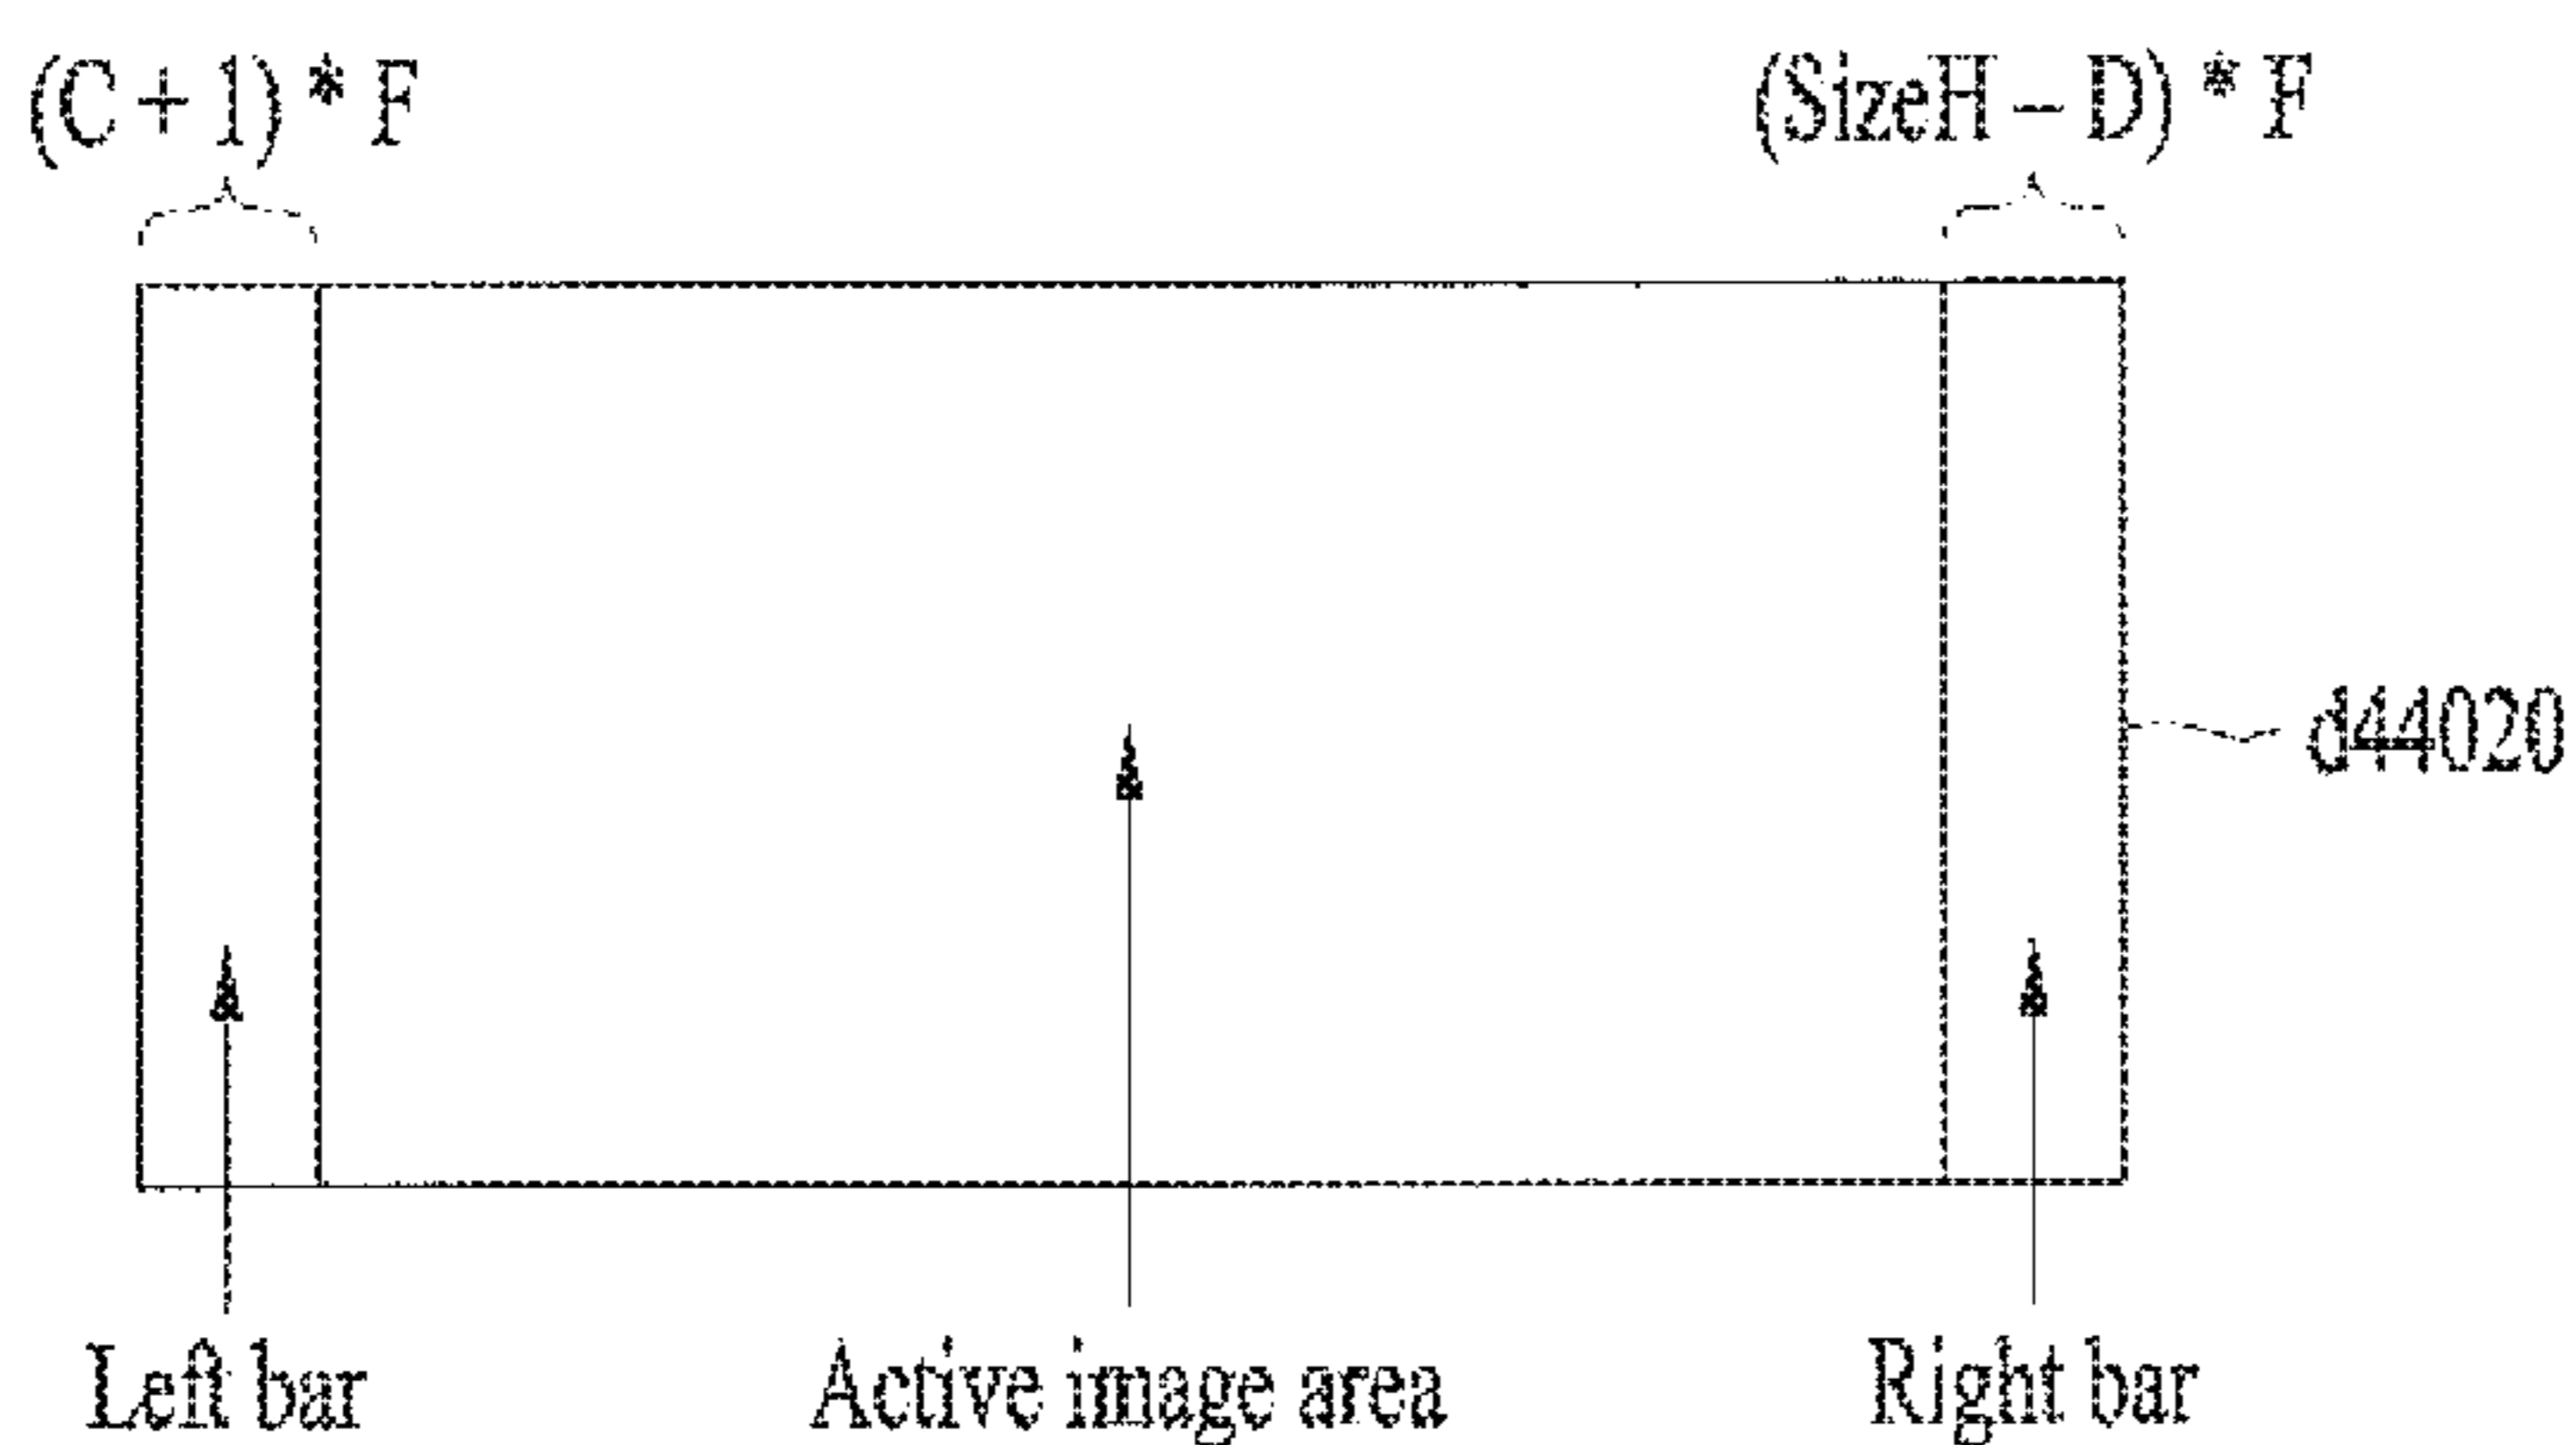 (C + 1) * F
(SizeH – D) * F
d44020
Left bar
Active image area
Right bar